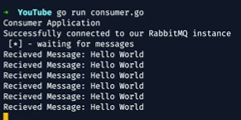 ➜ YouTube go run consumer.go
Consumer Application
Successfully connected to our RabbitMQ instance
[*] - waiting for messages
Recieved Message: Hello World
Recieved Message: Hello World
Recieved Message: Hello World
Recieved Message: Hello World
Recieved Message: Hello World
Recieved Message: Hello World